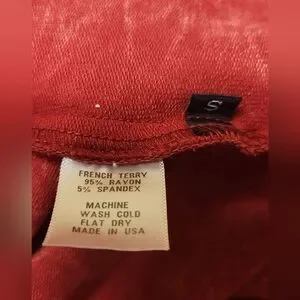 S
FRENCH TERRY
95% RAYON
5% SPANDEX
MACHINE
WASH COLD
FLAT DRY
MADE IN USA